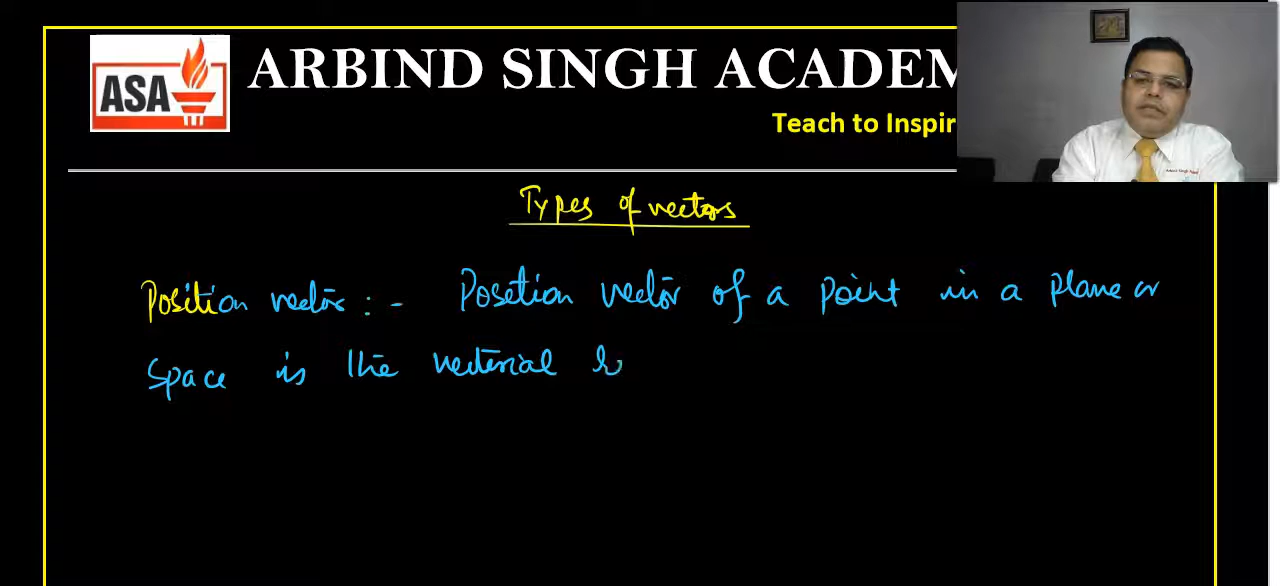 ASA
ARBIND SINGH ACADEM
Teach to Inspir
Types of vectors
Position vector :- Position vector of a point in a plane or
space is the vectorial